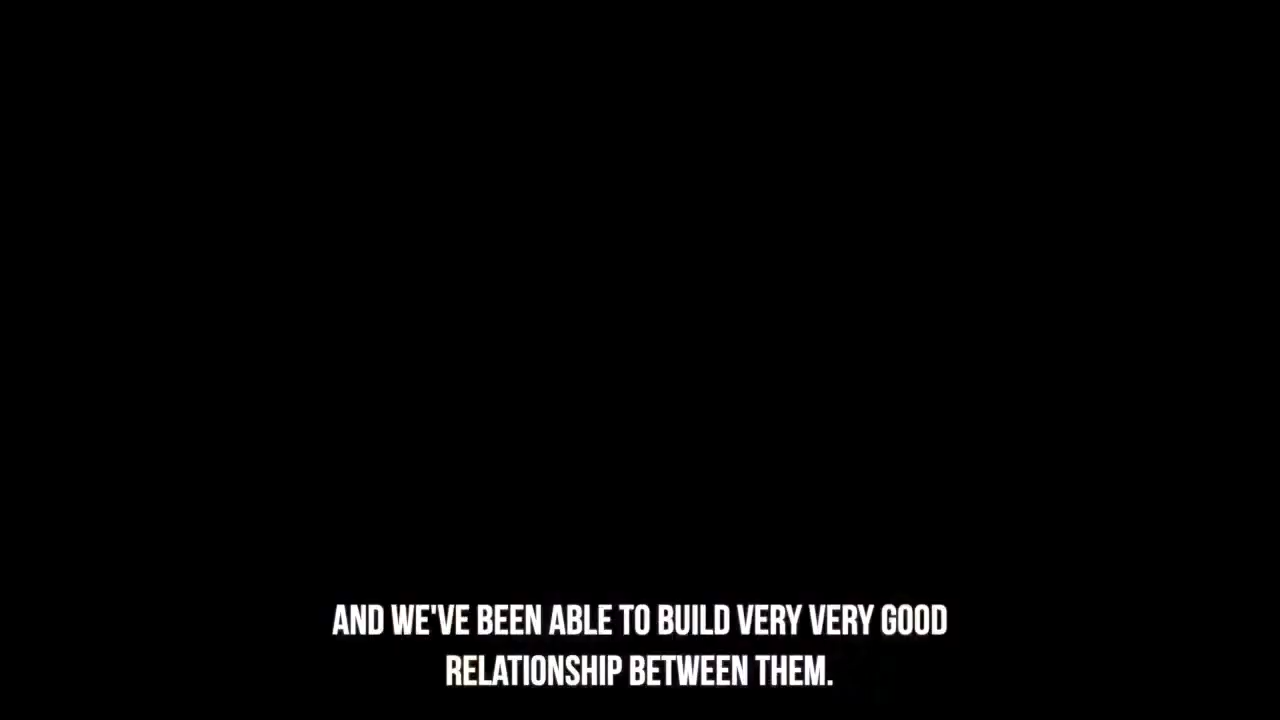 AND WE'VE BEEN ABLE TO BUILD VERY VERY GOOD
RELATIONSHIP BETWEEN THEM.